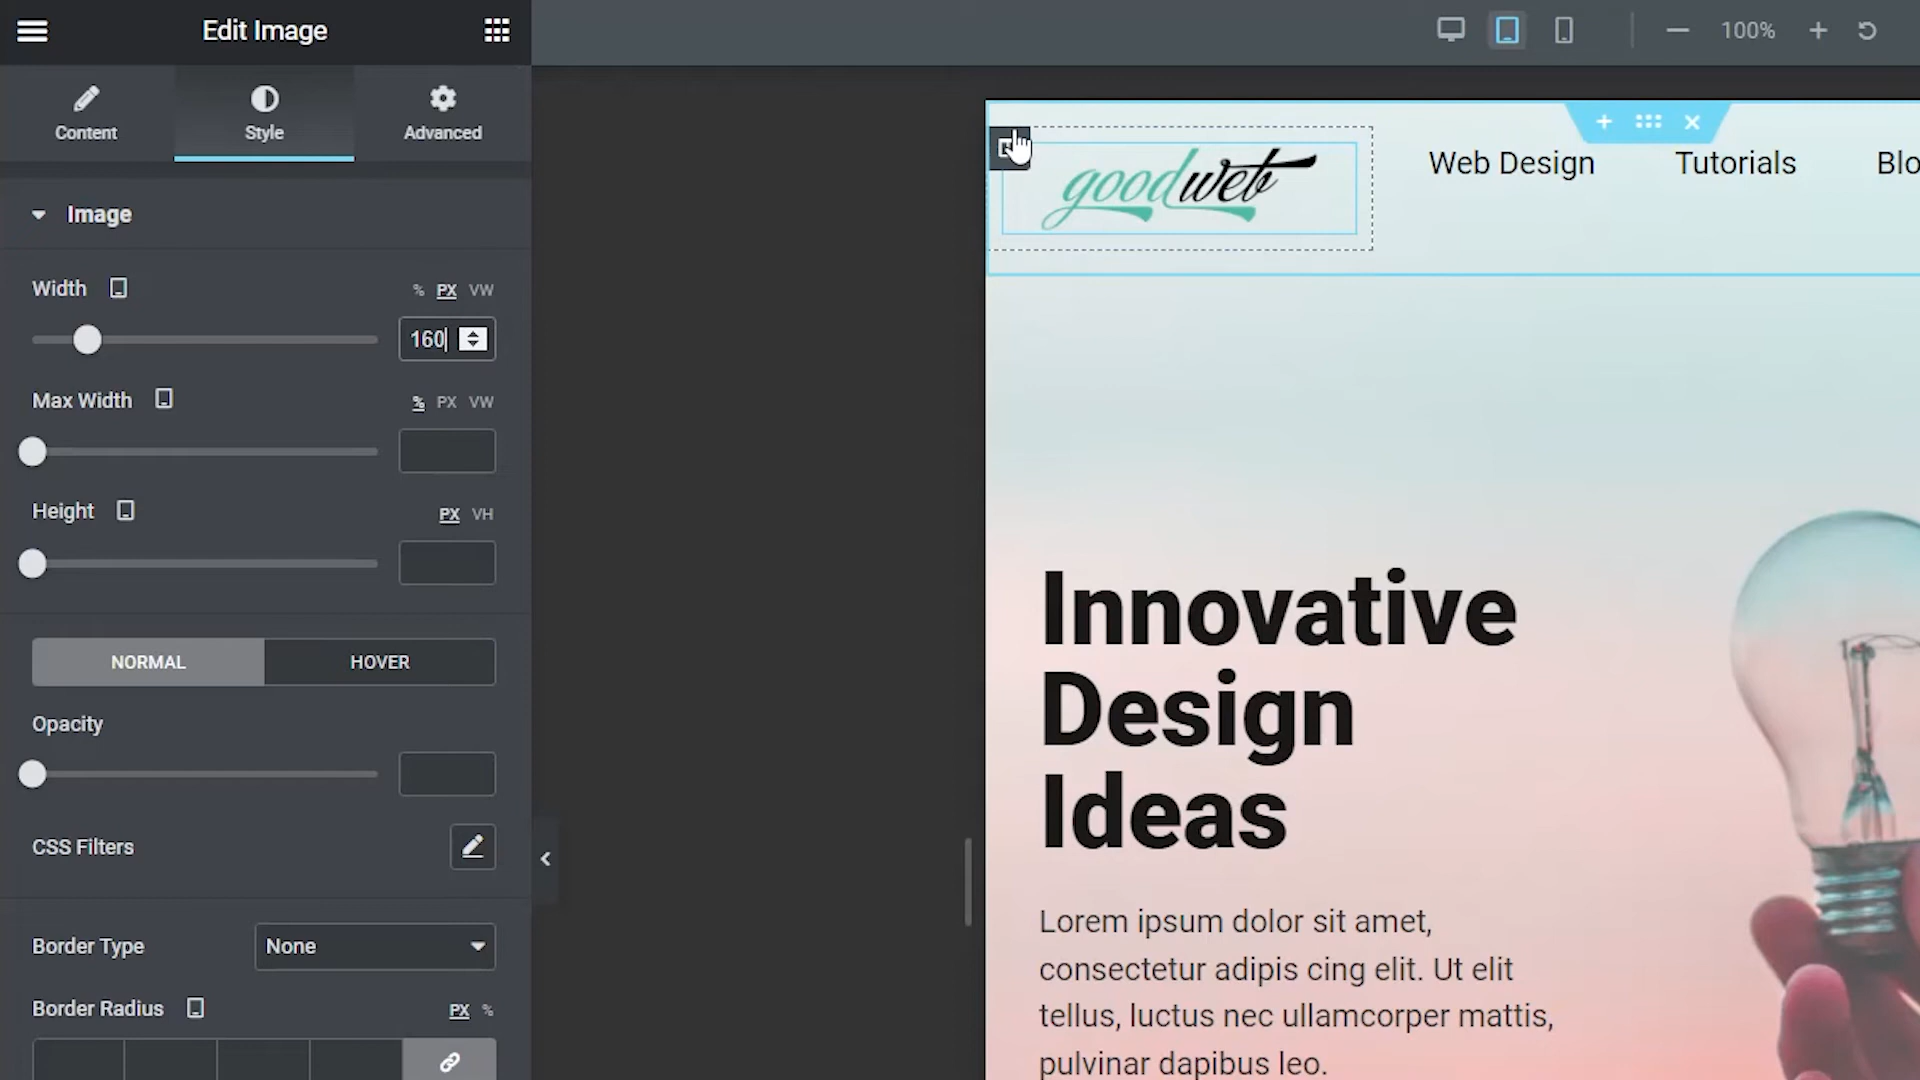 Edit Image
100%
Content
Style
Advanced
goodweb
Web Design
Tutorials
Blo
Image
Width
% PX VW
160
Max Width
% PX VW
Height
PX VH
NORMAL
HOVER
Opacity
CSS Filters
Border Type
None
Border Radius
PX %
Innovative
Design
Ideas
Lorem ipsum dolor sit amet,
consectetur adipis cing elit. Ut elit
tellus, luctus nec ullamcorper mattis,
pulvinar dapibus leo.